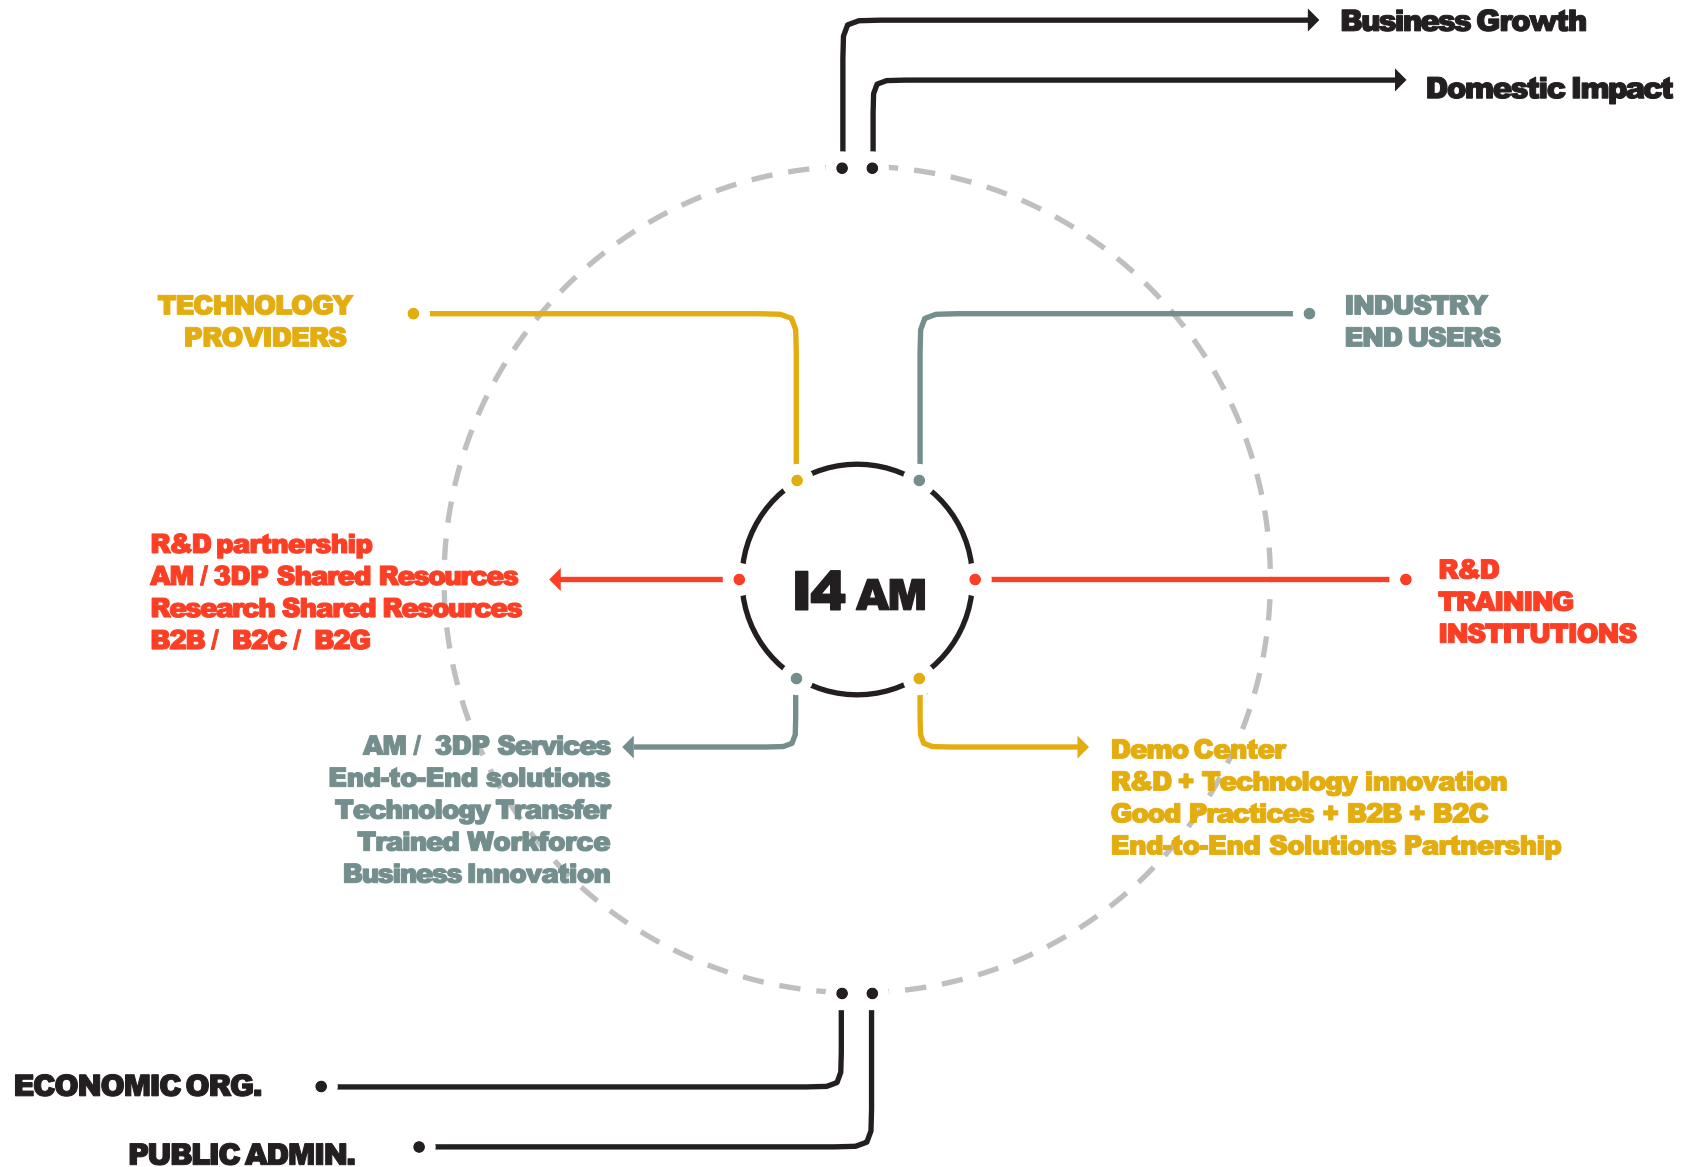 Business Growth
Domestic Impact
TECHNOLOGY
PROVIDERS
INDUSTRY
END USERS
R&D partnership
AM / 3DP Shared Resources
Research Shared Resources
B2B / B2C / B2G
I4 AM
R&D
TRAINING
INSTITUTIONS
AM / 3DP Services
End-to-End solutions
Technology Transfer
Trained Workforce
Business Innovation
Demo Center
R&D + Technology innovation
Good Practices + B2B + B2C
End-to-End Solutions Partnership
ECONOMIC ORG.
PUBLIC ADMIN.